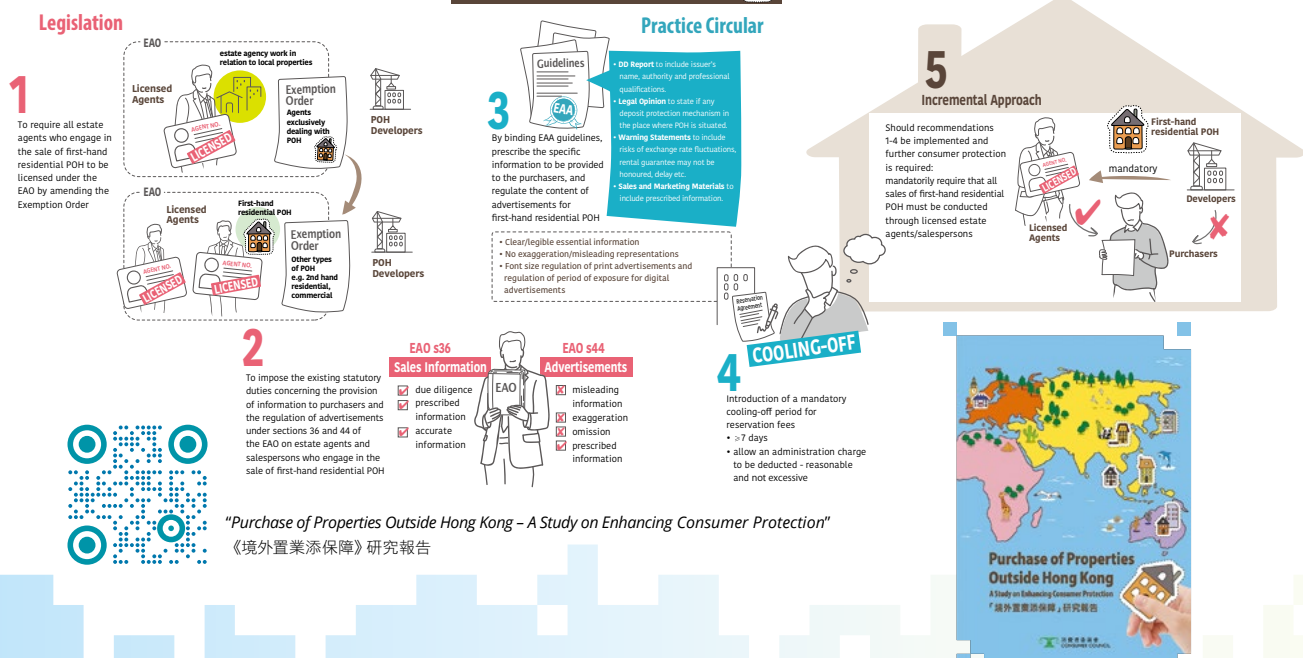 Legislation
1
To require all estate
agents who engage in
the sale of first-hand
residential POH to be
licensed under the
EAO by amending the
Exemption Order
EAO
estate agency work in
relation to local properties
Licensed
Agents
AGENT NO.
LICENSED
Exemption
Order
Agents
exclusively
dealing with
POH
POH
Developers
EAO
Licensed
Agents
First-hand
residential POH
AGENT NO.
LICENSED
AGENT NO.
LICENSED
Exemption
Order
Other types
of POH
e.g. 2nd hand
residential,
commercial
POH
Developers
2
To impose the existing statutory
duties concerning the provision
of information to purchasers and
the regulation of advertisements
under sections 36 and 44 of
the EAO on estate agents and
salespersons who engage in the
sale of first-hand residential POH
EAO s36
Sales Information
due diligence
prescribed
information
accurate
information
EAO
EAO s44
Advertisements
misleading
information
exaggeration
omission
prescribed
information
Practice Circular
3
Guidelines
EAA
By binding EAA guidelines,
prescribe the specific
information to be provided
to the purchasers, and
regulate the content of
advertisements for
first-hand residential POH
• DD Report to include issuer's
name, authority and professional
qualifications.
• Legal Opinion to state if any
deposit protection mechanism in
the place where POH is situated.
• Warning Statements to include
risks of exchange rate fluctuations,
rental guarantee may not be
honoured, delay etc.
• Sales and Marketing Materials to
include prescribed information.
• Clear/legible essential information
• No exaggeration/misleading representations
• Font size regulation of print advertisements and
regulation of period of exposure for digital
advertisements
Reservation
Agreement
4
COOLING-OFF
Introduction of a mandatory
cooling-off period for
reservation fees
• ≥7 days
• allow an administration charge
to be deducted - reasonable
and not excessive
5
Incremental Approach
Should recommendations
1-4 be implemented and
further consumer protection
is required:
mandatorily require that all
sales of first-hand residential
POH must be conducted
through licensed estate
agents/salespersons
AGENT NO.
LICENSED
Licensed
Agents
First-hand
residential POH
mandatory
Developers
Purchasers
"Purchase of Properties Outside Hong Kong – A Study on Enhancing Consumer Protection"
《境外置業添保障》研究報告
Purchase of Properties
Outside Hong Kong
A Study on Enhancing Consumer Protection
「境外置業添保障」研究報告
消費者委員會
CONSUMER COUNCIL